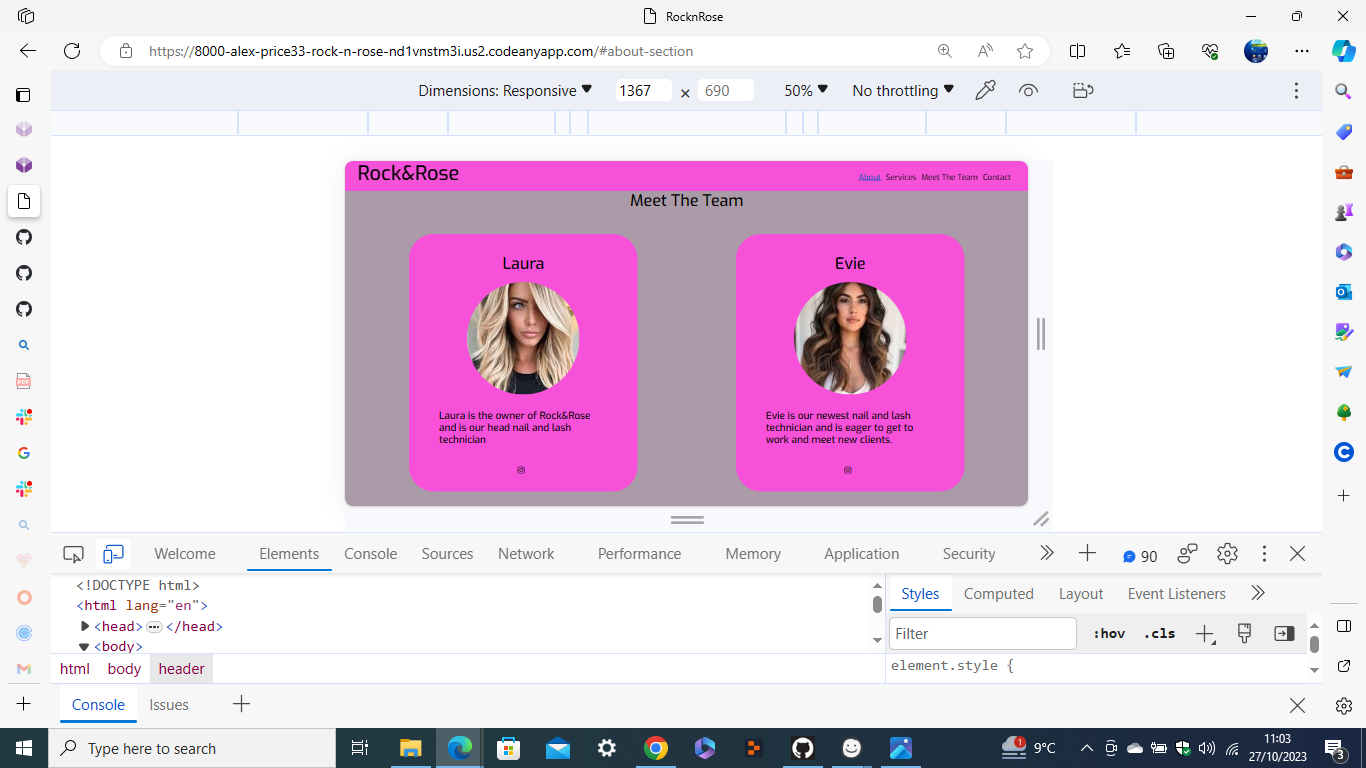 RocknRose
https://8000-alex-price33-rock-n-rose-nd1vnstm3i.us2.codeanyapp.com/#about-section
Dimensions: Responsive ▼ 1367 × 690 50% ▼ No throttling ▼
Rock&Rose
About Services Meet The Team Contact
Meet The Team
Laura
Laura is the owner of Rock&Rose
and is our head nail and lash
technician
Evie
Evie is our newest nail and lash
technician and is eager to get to
work and meet new clients.
Welcome Elements Console Sources Network Performance Memory Application Security 90
<!DOCTYPE html>
<html lang="en">
<head>…</head>
<body>
html body header
Styles Computed Layout Event Listeners
Filter :hov .cls
element.style {
Console Issues
Type here to search
1 9°C
11:03
27/10/2023
3